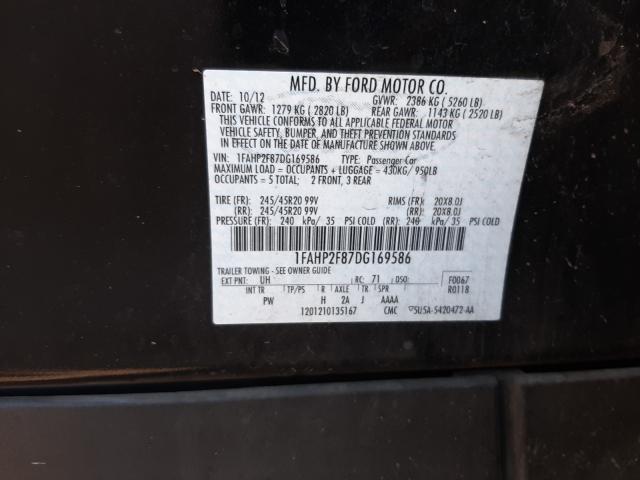 MFD. BY FORD MOTOR CO.
DATE: 10/12 GVWR: 2386 KG ( 5260 LB)
FRONT GAWR: 1279 KG ( 2820 LB) REAR GAWR: 1143 KG ( 2520 LB)
THIS VEHICLE CONFORMS TO ALL APPLICABLE FEDERAL MOTOR
VEHICLE SAFETY, BUMPER, AND THEFT PREVENTION STANDARDS
IN EFFECT ON THE DATE OF MANUFACTURE SHOWN ABOVE.
VIN: 1FAHP2F87DG169586 TYPE: Passenger Car
MAXIMUM LOAD = OCCUPANTS + LUGGAGE = 430KG/ 950LB
OCCUPANTS = 5 TOTAL; 2 FRONT, 3 REAR
TIRE (FR): 245/45R20 99V RIMS (FR): 20X8.0J
(RR): 245/45R20 99V (RR): 20X8.0J
PRESSURE (FR): 240 kPa/ 35 PSI COLD (RR): 240 kPa/ 35 PSI COLD
1FAHP2F87DG169586
TRAILER TOWING - SEE OWNER GUIDE
EXT PNT: UH RC: 71 DSO: F0067
INT TR TP/PS R AXLE TR SPR R0118
PW H 2A J AAAA
1201210135167 CMC 5U5A-5420472-AA